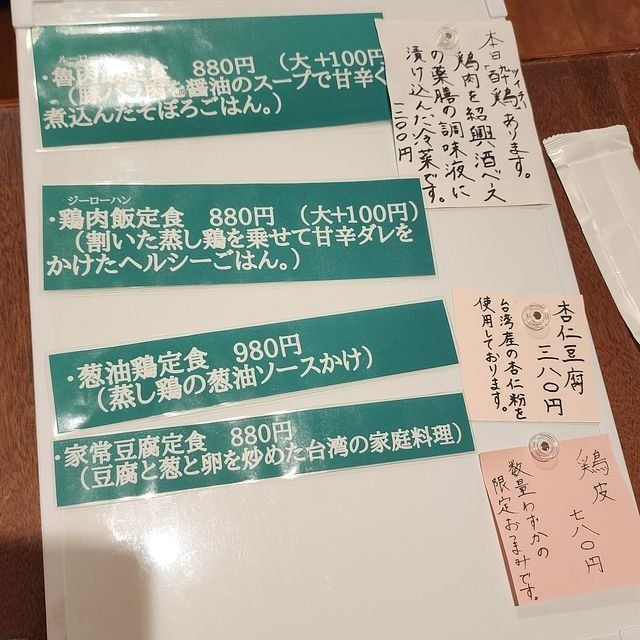 ・魯肉飯定食 880円 (大+100円
(豚バラ肉を醤油のスープで甘辛く
煮込んだそぼろごはん。)
ジーローハン
・鶏肉飯定食 880円 (大+100円)
(割いた蒸し鶏を乗せて甘辛ダレを
かけたヘルシーごはん。)
・葱油鶏定食 980円
(蒸し鶏の葱油ソースかけ)
・家常豆腐定食 880円
(豆腐と葱と卵を炒めた台湾の家庭料理)
本日酔鶏あります。
鶏肉を紹興酒ベース
の薬膳の調味液に
漬け込んだ冷菜です。
杏仁豆腐
三八〇円
台湾産の杏仁粉を
使用しております。
鶏皮
七八〇円
数量わずかの
限定おつまみです。